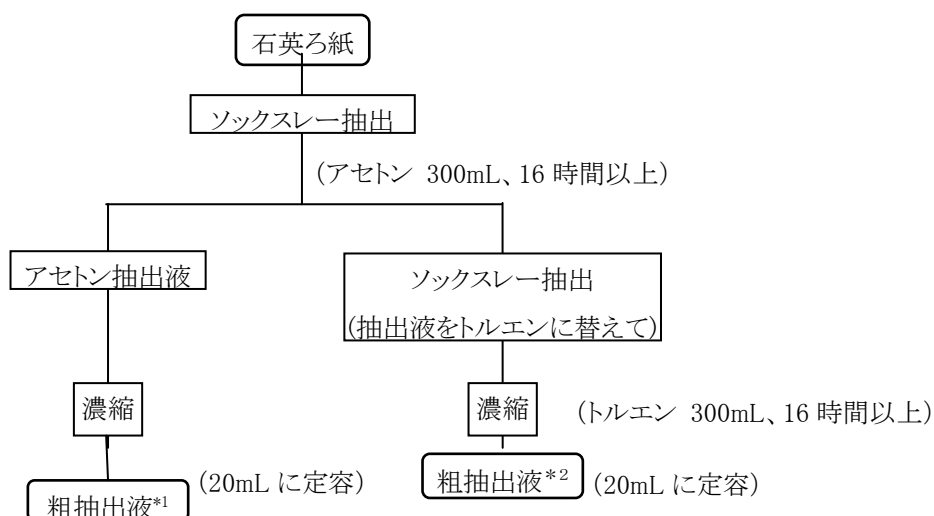 石英ろ紙
ソックスレー抽出
(アセトン 300mL、16 時間以上)
アセトン抽出液
ソックスレー抽出
(抽出液をトルエンに替えて)
濃縮
濃縮
(トルエン 300mL、16 時間以上)
粗抽出液*1
(20mL に定容)
粗抽出液*2
(20mL に定容)